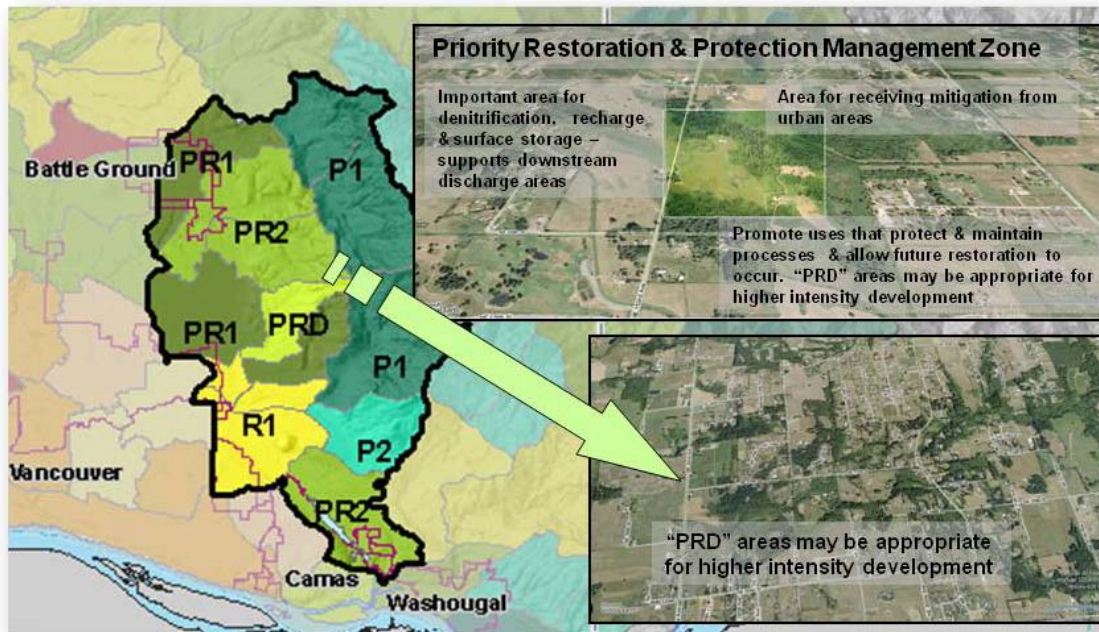 Priority Restoration & Protection Management Zone
Important area for
denitrification, recharge
& surface storage –
supports downstream
discharge areas
Area for receiving mitigation from
urban areas
Promote uses that protect & maintain
processes & allow future restoration to
occur. “PRD” areas may be appropriate for
higher intensity development
Battle Ground
PR1
P1
PR2
PR1
PRD
P1
R1
P2
Vancouver
PR2
Camas
Washougal
“PRD” areas may be appropriate
for higher intensity development